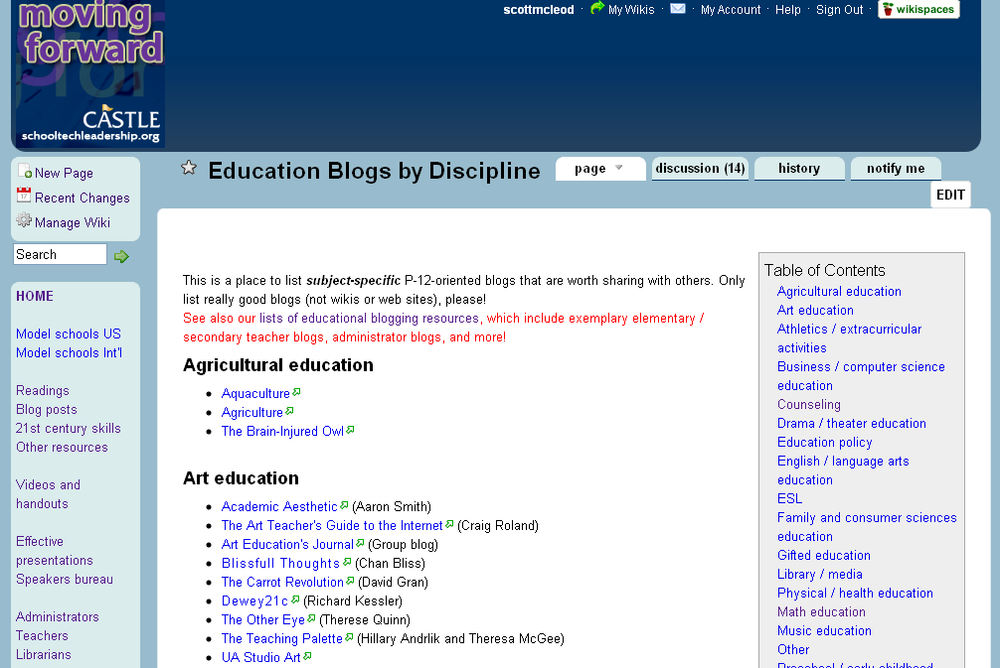 moving
forward
CASTLE
schooltechleadership.org
scottmcleod · My Wikis · · My Account · Help · Sign Out · wikispaces
New Page
Recent Changes
Manage Wiki
Search
HOME
Model schools US
Model schools Int'l
Readings
Blog posts
21st century skills
Other resources
Videos and
handouts
Effective
presentations
Speakers bureau
Administrators
Teachers
Librarians
Education Blogs by Discipline
page
discussion (14)
history
notify me
EDIT
This is a place to list subject-specific P-12-oriented blogs that are worth sharing with others. Only
list really good blogs (not wikis or web sites), please!
See also our lists of educational blogging resources, which include exemplary elementary /
secondary teacher blogs, administrator blogs, and more!
Agricultural education
• Aquaculture
• Agriculture
• The Brain-Injured Owl
Art education
• Academic Aesthetic (Aaron Smith)
• The Art Teacher's Guide to the Internet (Craig Roland)
• Art Education's Journal (Group blog)
• Blissfull Thoughts (Chan Bliss)
• The Carrot Revolution (David Gran)
• Dewey21c (Richard Kessler)
• The Other Eye (Therese Quinn)
• The Teaching Palette (Hillary Andrlik and Theresa McGee)
• UA Studio Art
Table of Contents
Agricultural education
Art education
Athletics / extracurricular
activities
Business / computer science
education
Counseling
Drama / theater education
Education policy
English / language arts
education
ESL
Family and consumer sciences
education
Gifted education
Library / media
Physical / health education
Math education
Music education
Other
Preschool / early childhood